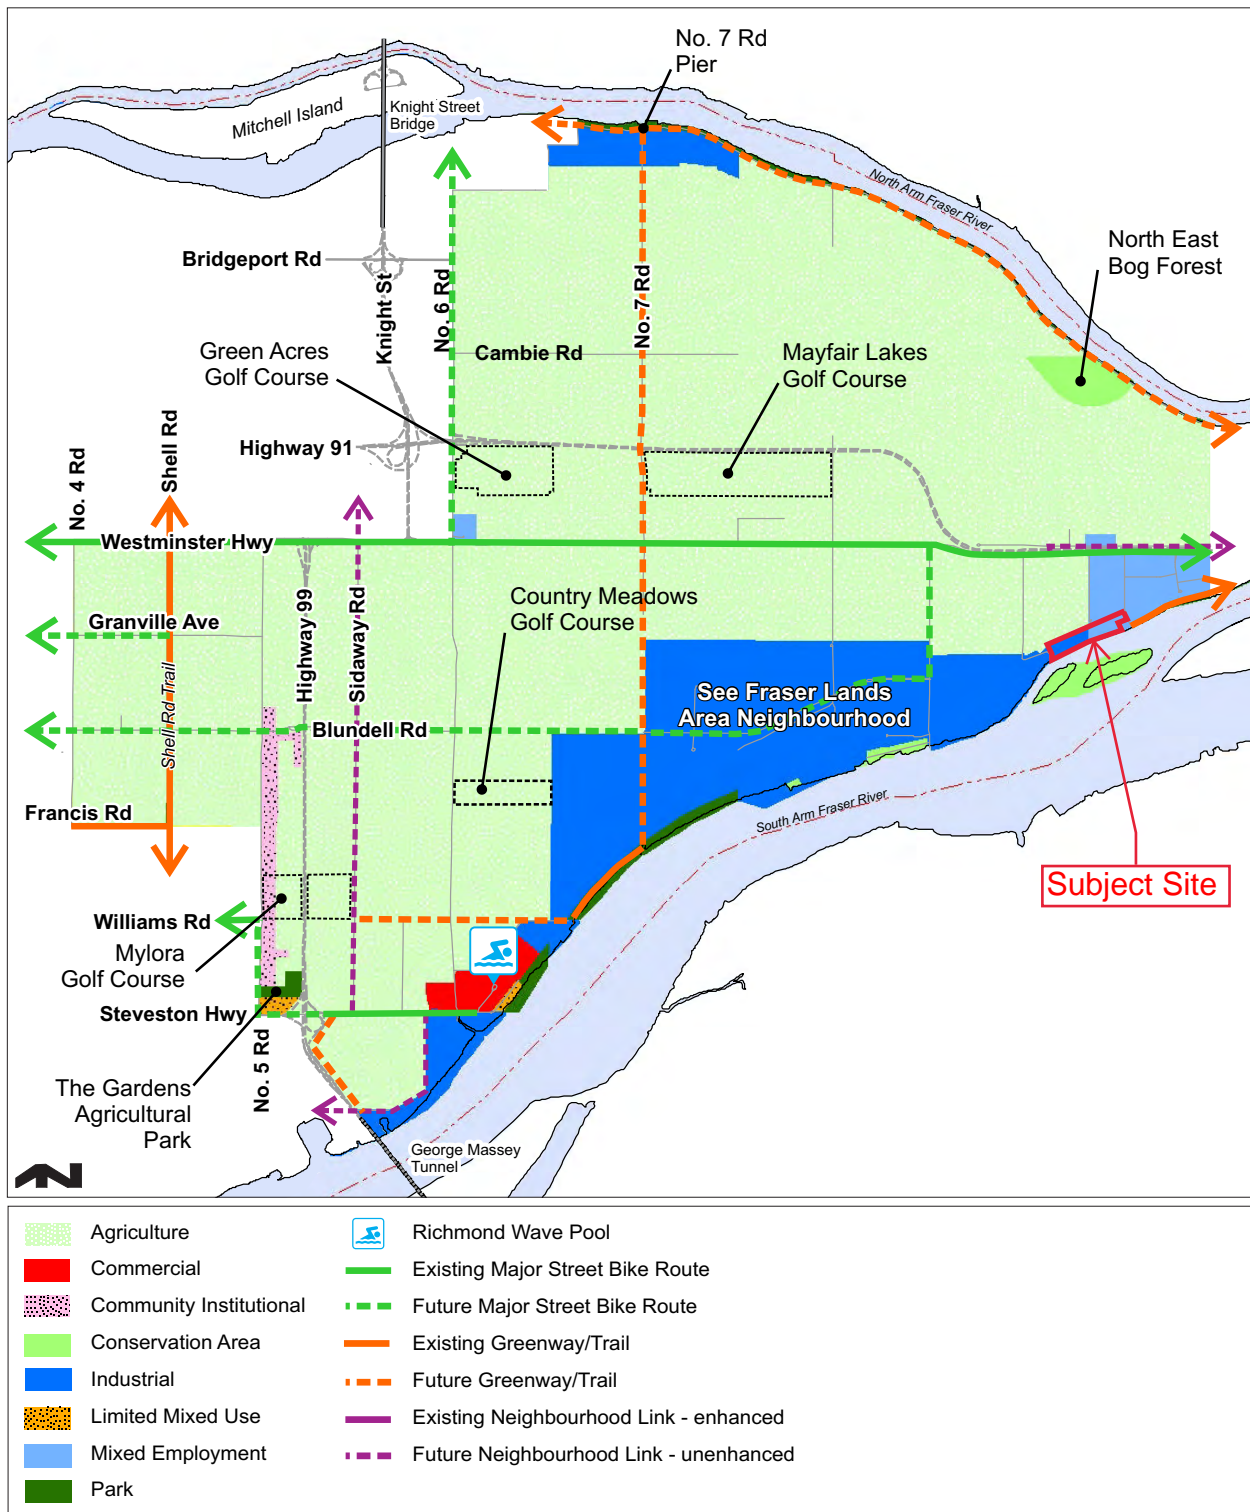 No. 7 Rd
Pier
Mitchell Island
Knight Street
Bridge
North Arm Fraser River
North East
Bog Forest
Bridgeport Rd
Knight St
No. 6 Rd
No. 7 Rd
Cambie Rd
Green Acres
Golf Course
Mayfair Lakes
Golf Course
Highway 91
No. 4 Rd
Shell Rd
Westminster Hwy
Granville Ave
Highway 99
Sidaway Rd
Country Meadows
Golf Course
Shell Rd Trail
See Fraser Lands
Area Neighbourhood
Blundell Rd
Francis Rd
South Arm Fraser River
Subject Site
Williams Rd
Mylora
Golf Course
Steveston Hwy
No. 5 Rd
The Gardens
Agricultural
Park
George Massey
Tunnel
N
Agriculture
Commercial
Community Institutional
Conservation Area
Industrial
Limited Mixed Use
Mixed Employment
Park
Richmond Wave Pool
Existing Major Street Bike Route
Future Major Street Bike Route
Existing Greenway/Trail
Future Greenway/Trail
Existing Neighbourhood Link - enhanced
Future Neighbourhood Link - unenhanced